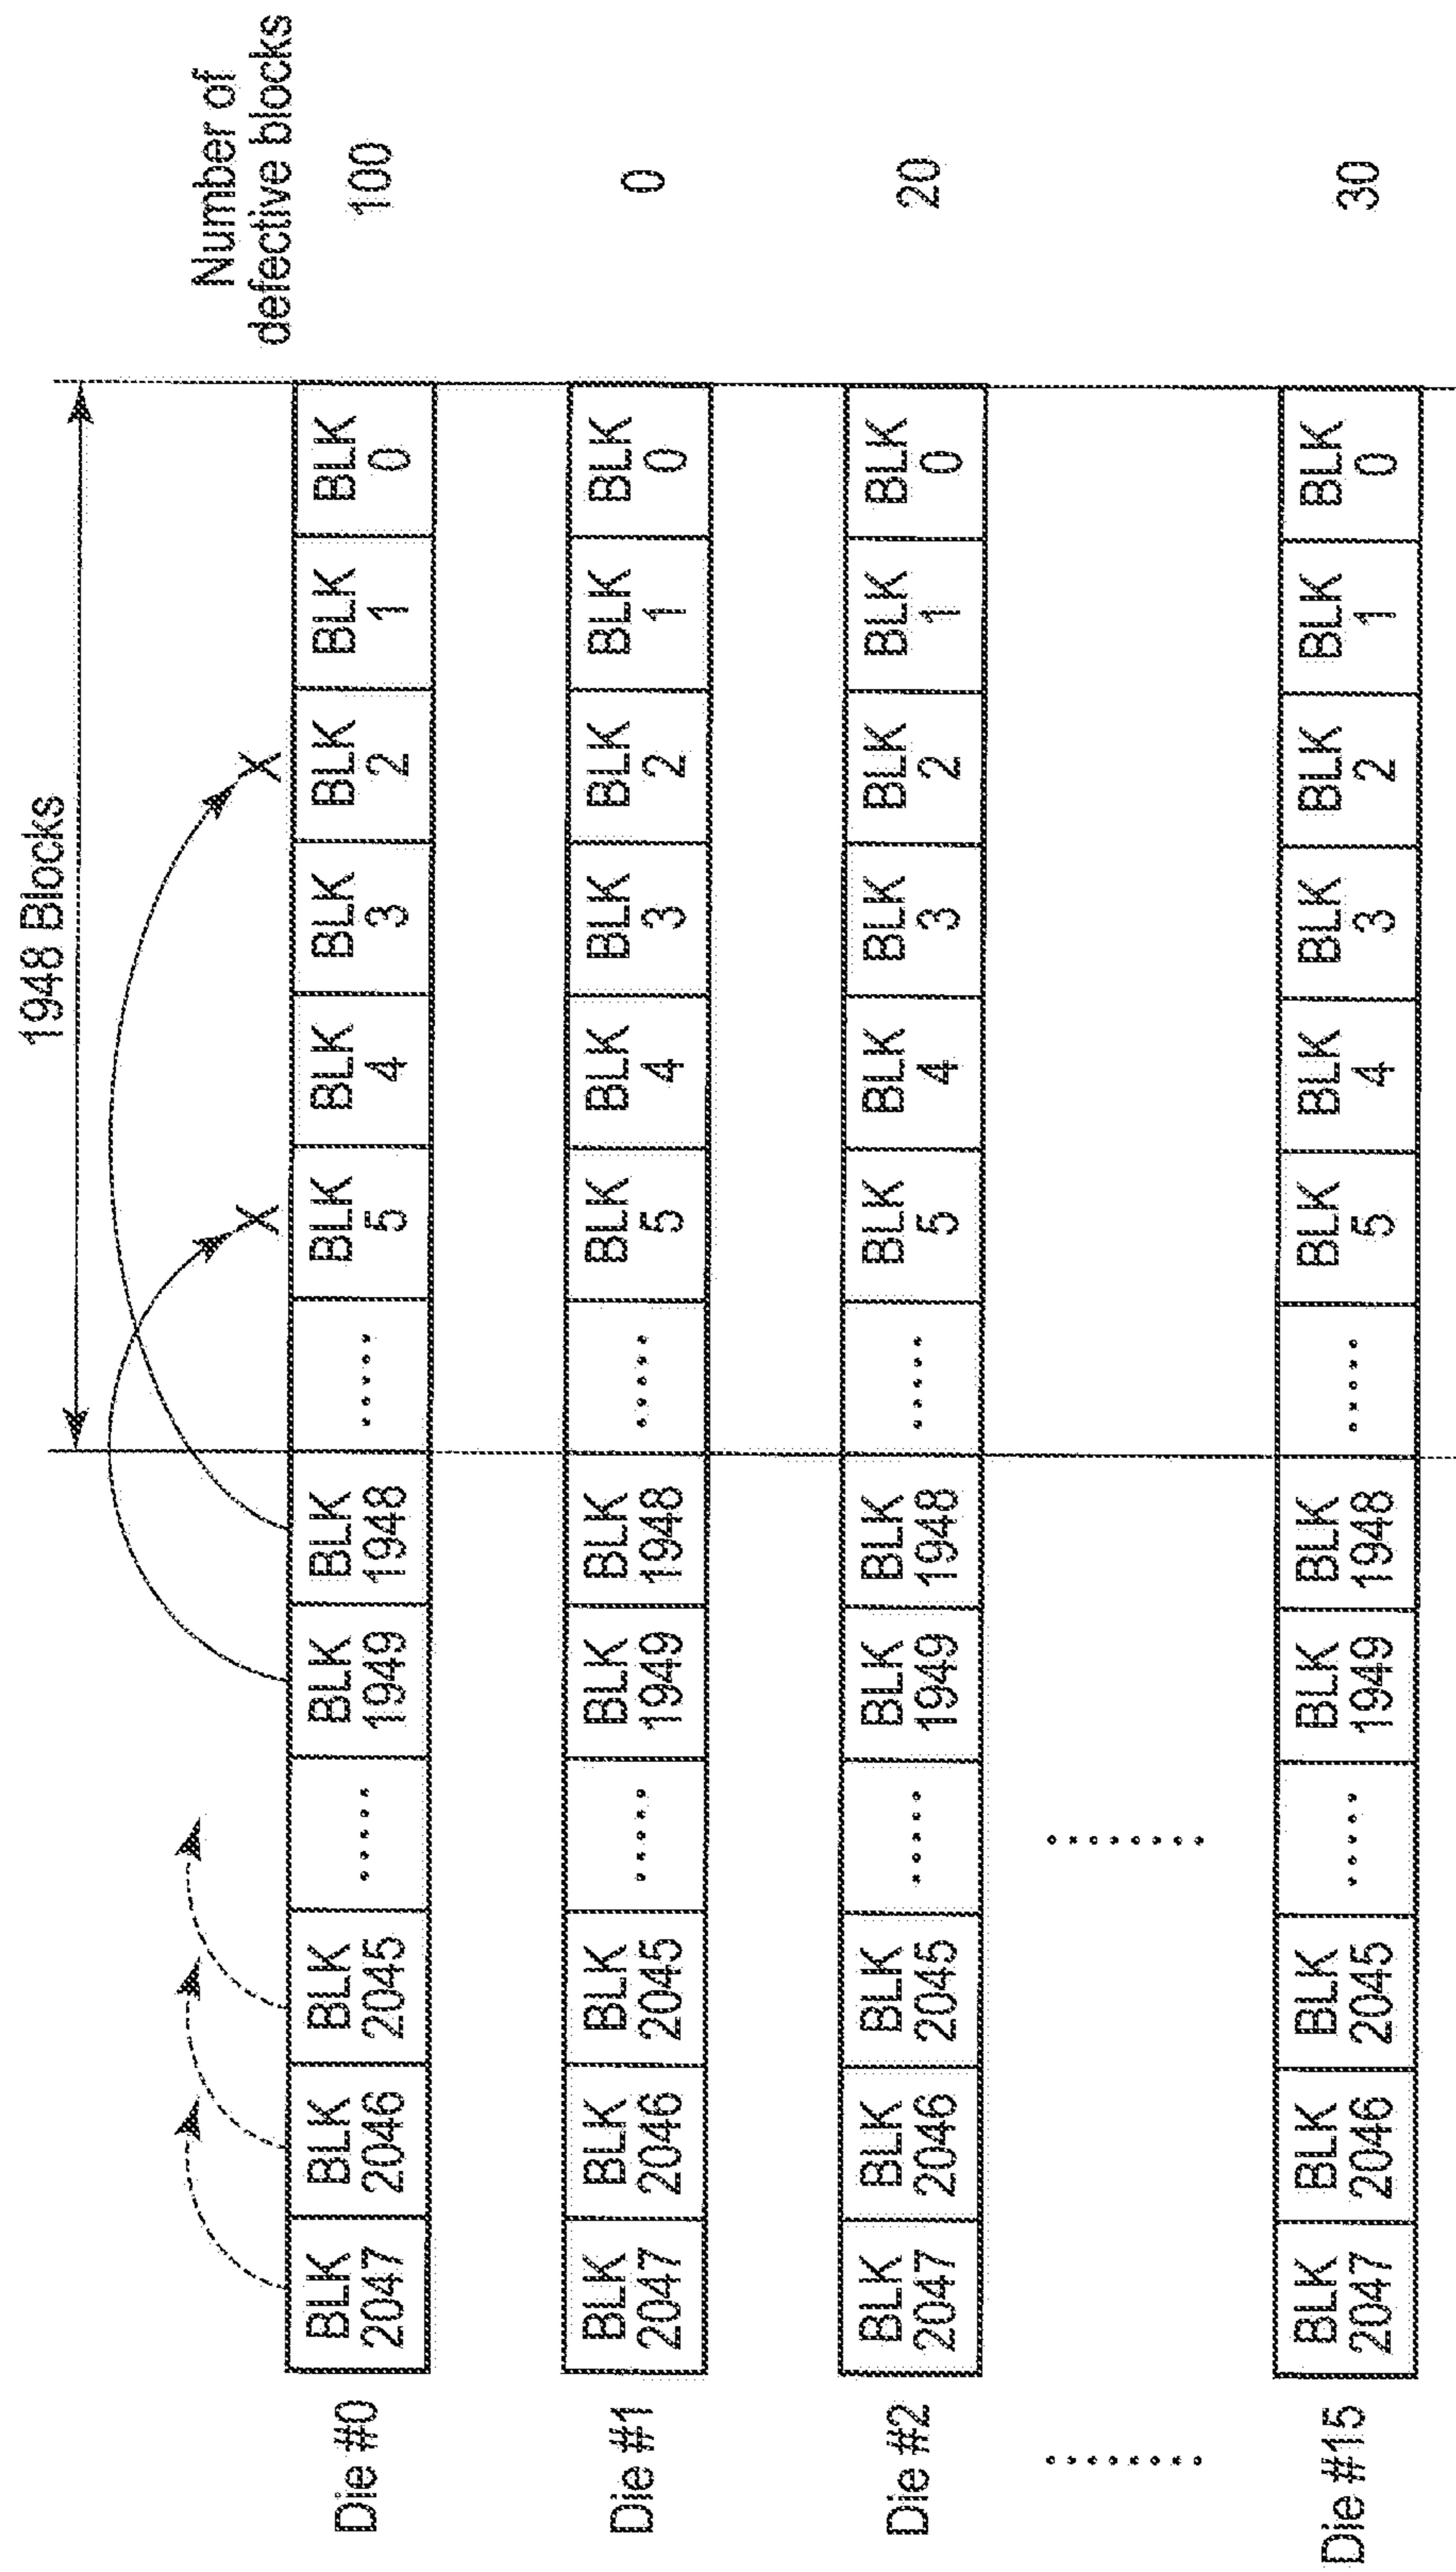 1948 Blocks
Number of
defective blocks
Die #0
BLK
2047
BLK
2046
BLK
2045
.....
BLK
1949
BLK
1948
.....
BLK
5
BLK
4
BLK
3
BLK
2
BLK
1
BLK
0
100
X
X
Die #1
BLK
2047
BLK
2046
BLK
2045
.....
BLK
1949
BLK
1948
.....
BLK
5
BLK
4
BLK
3
BLK
2
BLK
1
BLK
0
0
Die #2
BLK
2047
BLK
2046
BLK
2045
.....
BLK
1949
BLK
1948
.....
BLK
5
BLK
4
BLK
3
BLK
2
BLK
1
BLK
0
20
........
........
Die #15
BLK
2047
BLK
2046
BLK
2045
.....
BLK
1949
BLK
1948
.....
BLK
5
BLK
4
BLK
3
BLK
2
BLK
1
BLK
0
30